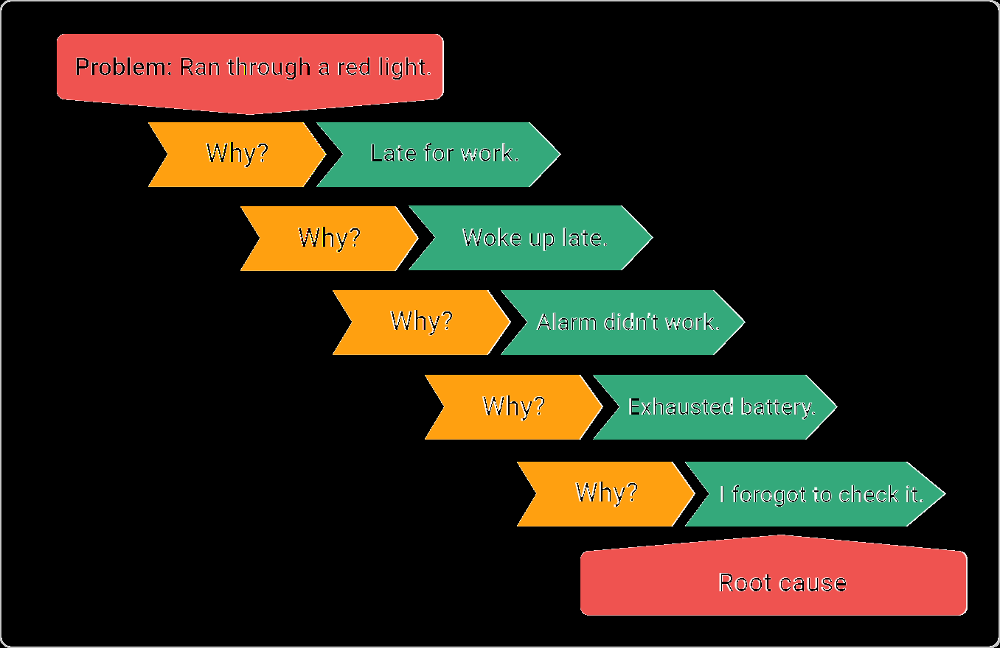 Problem: Ran through a red light.
Why? Late for work.
Why? Woke up late.
Why? Alarm didn't work.
Why? Exhausted battery.
Why? I forogot to check it.
Root cause